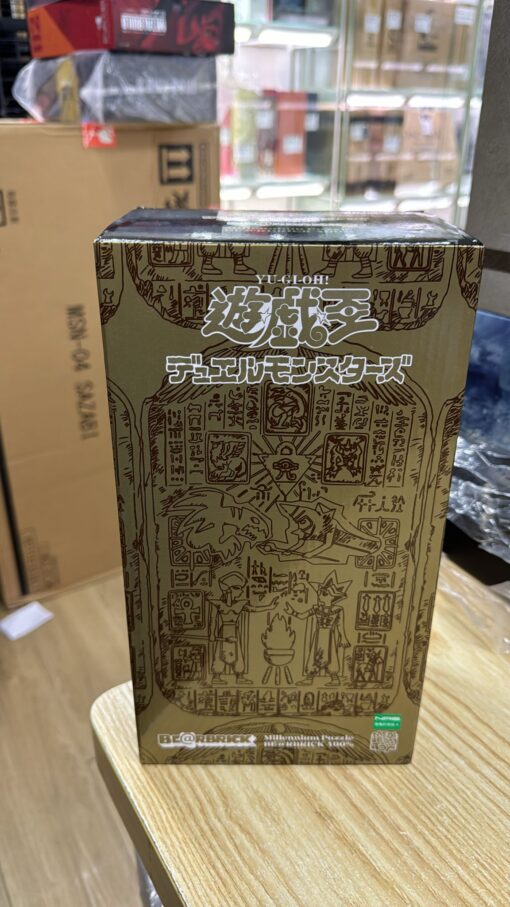 MSN-04 SAZABI
YU-GI-OH!
遊戯王
デュエルモンスターズ
BE@RBRICK
Millennium Puzzle
BE@RBRICK 400%